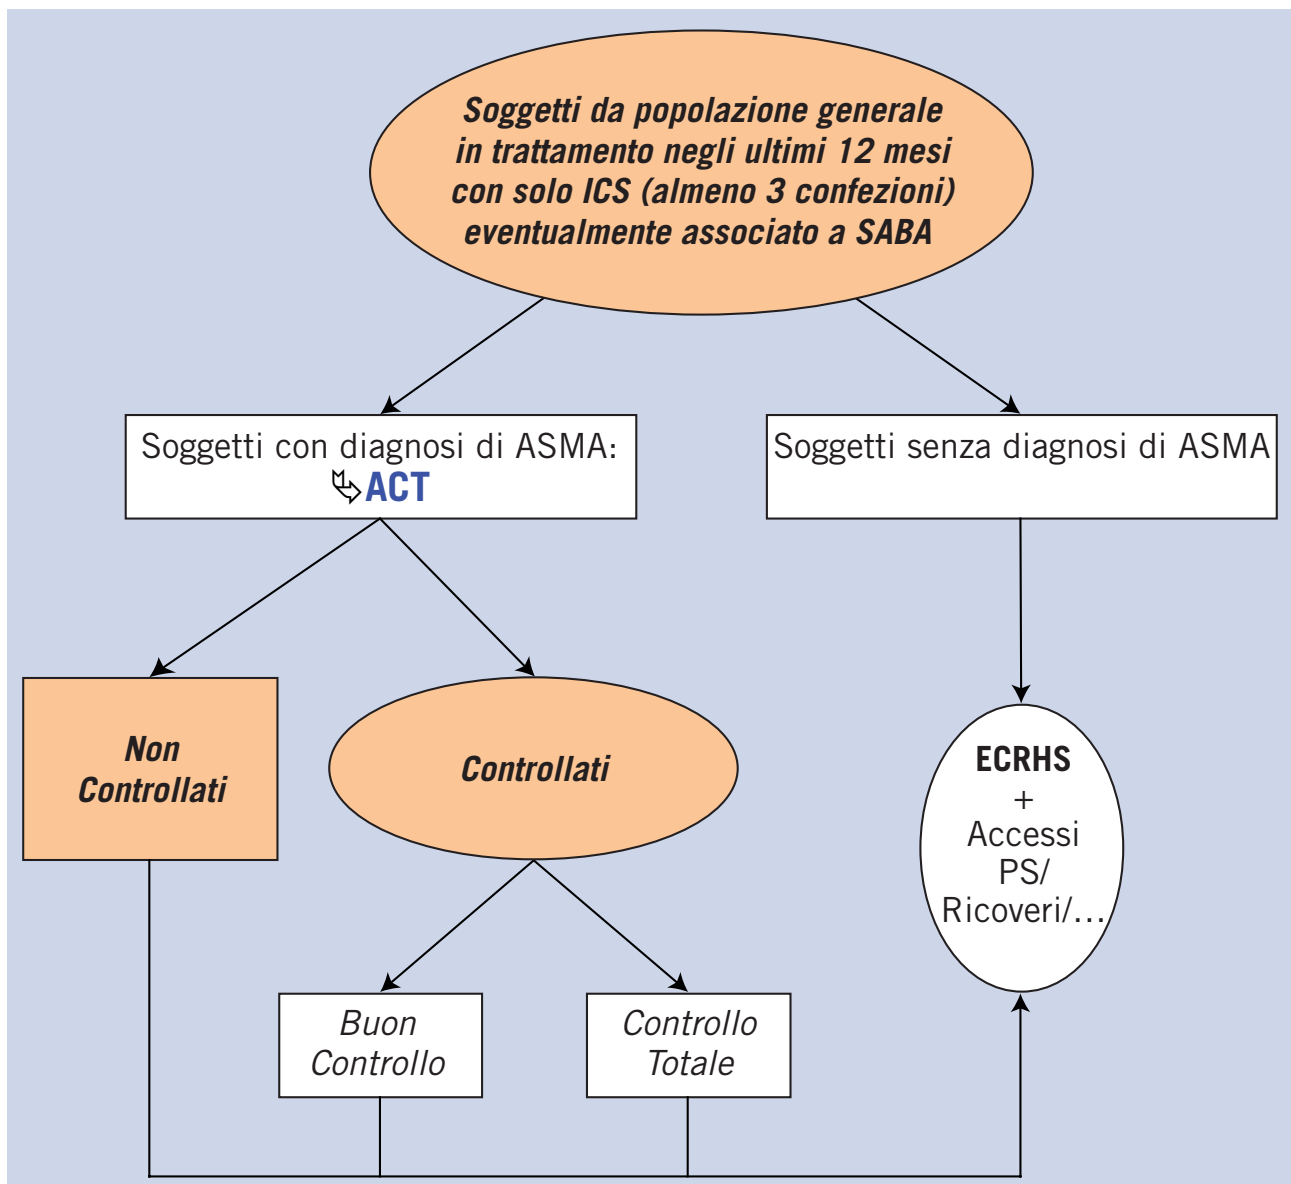 Soggetti da popolazione generale
in trattamento negli ultimi 12 mesi
con solo ICS (almeno 3 confezioni)
eventualmente associato a SABA
Soggetti con diagnosi di ASMA:
ACT
Soggetti senza diagnosi di ASMA
Non
Controllati
Controllati
ECRHS
+
Accessi
PS/
Ricoveri/...
Buon
Controllo
Controllo
Totale